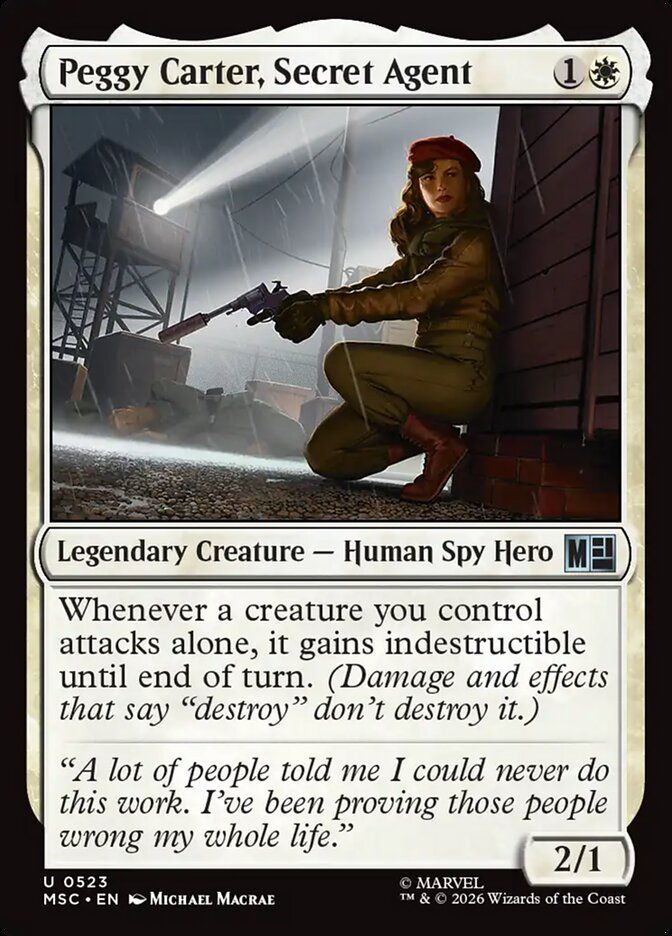 Peggy Carter, Secret Agent 1
Legendary Creature — Human Spy Hero
Whenever a creature you control
attacks alone, it gains indestructible
until end of turn. (Damage and effects
that say “destroy” don’t destroy it.)
“A lot of people told me I could never do
this work. I’ve been proving those people
wrong my whole life.”
2/1
U 0523
MSC • EN Michael Macrae
© MARVEL
™ & © 2026 Wizards of the Coast